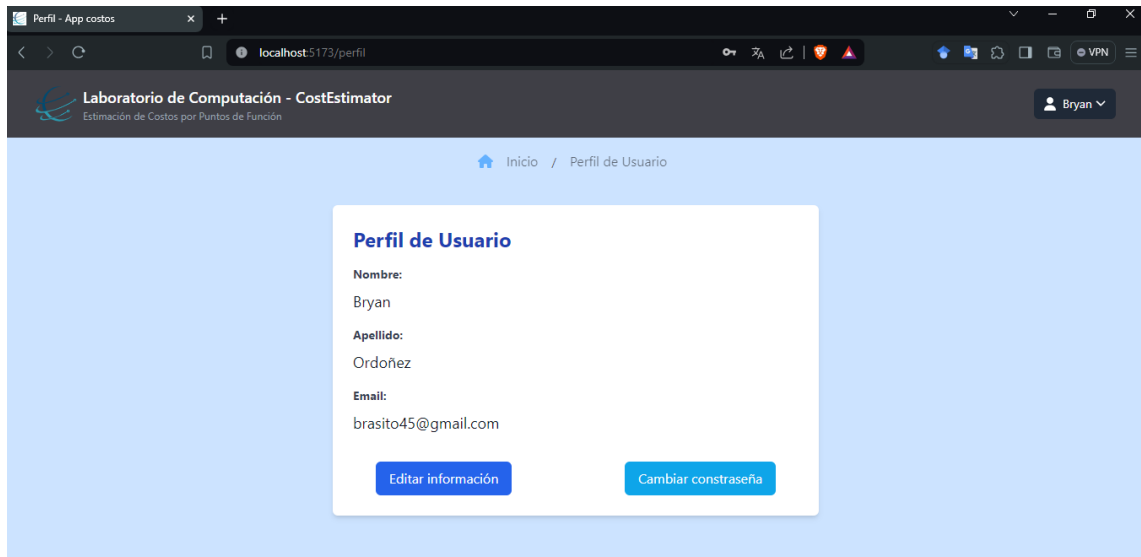 Perfil - App costos
localhost:5173/perfil
VPN
Laboratorio de Computación - CostEstimator
Estimación de Costos por Puntos de Función
Bryan
Inicio / Perfil de Usuario
Perfil de Usuario
Nombre:
Bryan
Apellido:
Ordoñez
Email:
brasito45@gmail.com
Editar información
Cambiar constraseña